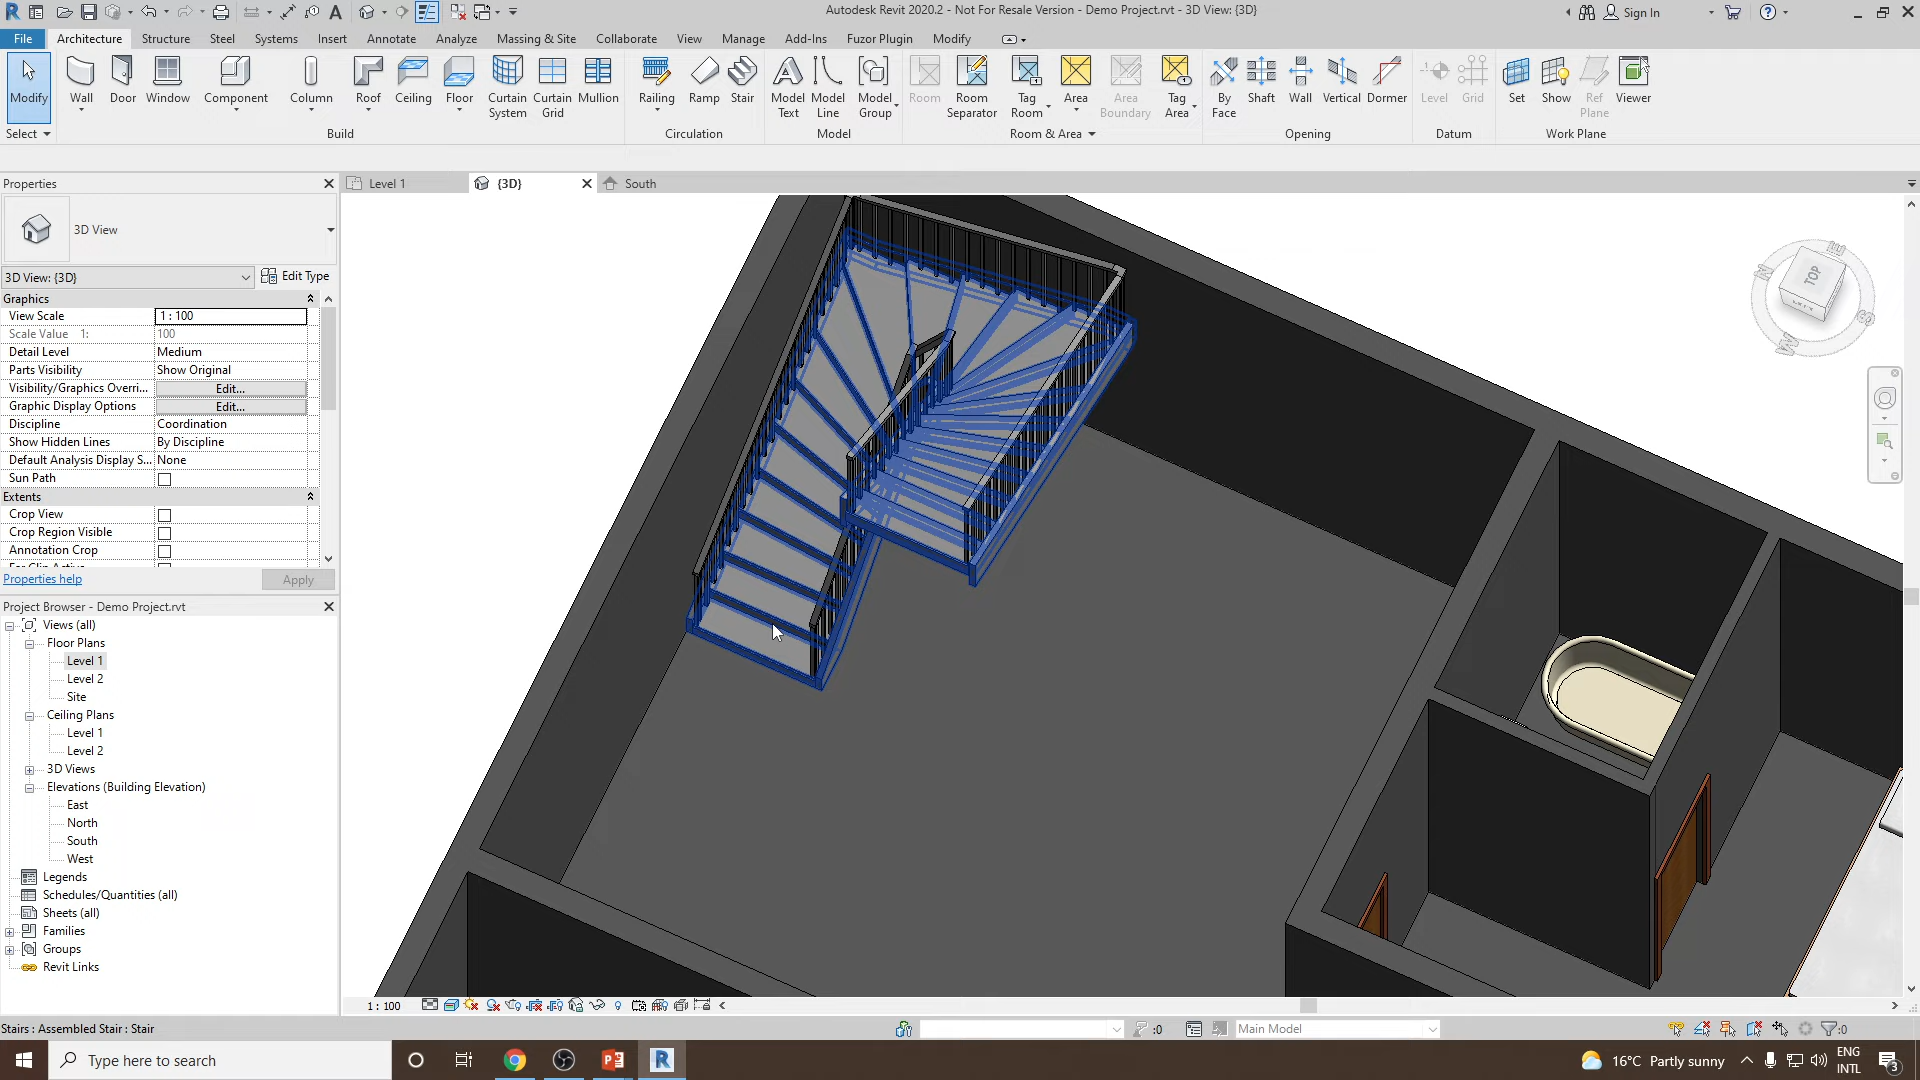 Autodesk Revit 2020.2 - Not For Resale Version - Demo Project.rvt - 3D View: {3D}
Sign In
File Architecture Structure Steel Systems Insert Annotate Analyze Massing & Site Collaborate View Manage Add-Ins Fuzor Plugin Modify
Modify Wall Door Window Component Column Roof Ceiling Floor Curtain System Curtain Grid Mullion Railing Ramp Stair Model Text Model Line Model Group Room Room Separator Tag Room Area Area Boundary Tag Area By Face Shaft Wall Vertical Dormer Level Grid Set Show Ref Plane Viewer
Select Build Circulation Model Room & Area Opening Datum Work Plane
Properties
Level 1 {3D} South
3D View
3D View: {3D} Edit Type
Graphics
View Scale 1 : 100
Scale Value 1: 100
Detail Level Medium
Parts Visibility Show Original
Visibility/Graphics Overri... Edit...
Graphic Display Options Edit...
Discipline Coordination
Show Hidden Lines By Discipline
Default Analysis Display S... None
Sun Path
Extents
Crop View
Crop Region Visible
Annotation Crop
Properties help Apply
Project Browser - Demo Project.rvt
Views (all)
Floor Plans
Level 1
Level 2
Site
Ceiling Plans
Level 1
Level 2
3D Views
Elevations (Building Elevation)
East
North
South
West
Legends
Schedules/Quantities (all)
Sheets (all)
Families
Groups
Revit Links
TOP
1 : 100
Stairs : Assembled Stair : Stair :0 Main Model :0
Type here to search
16°C Partly sunny
ENG
INTL
3